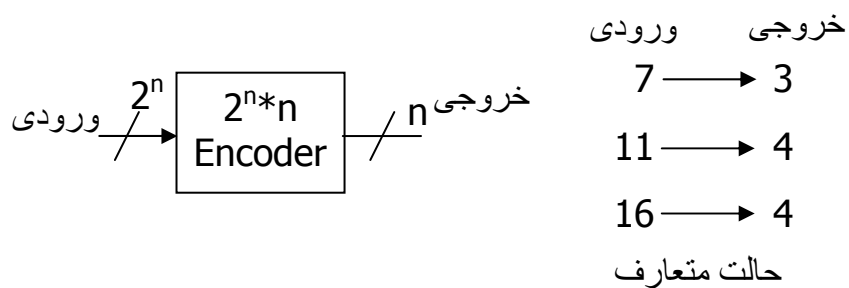 ورودی 2ⁿ
2ⁿ*n
Encoder
n خروجی
ورودی خروجی
7 → 3
11 → 4
16 → 4
حالت متعارف